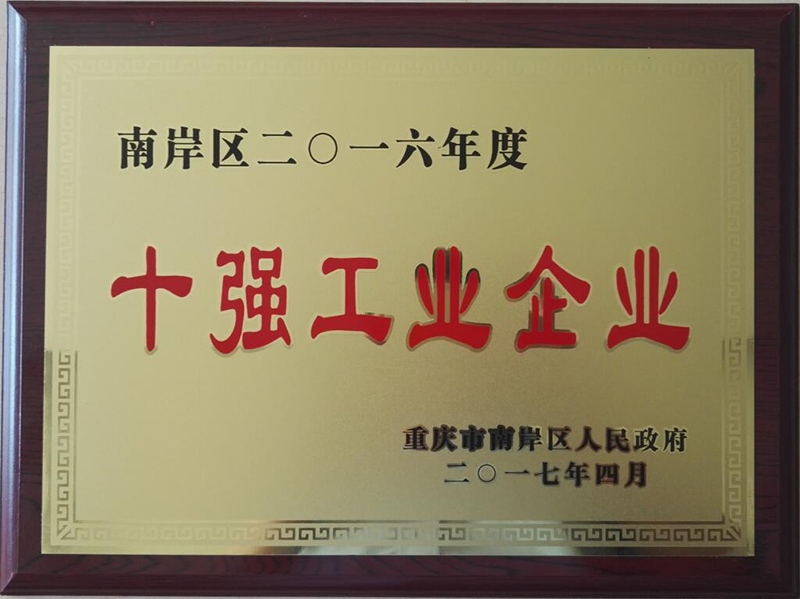 南岸区二〇一六年度
十强工业企业
重庆市南岸区人民政府
二〇一七年四月